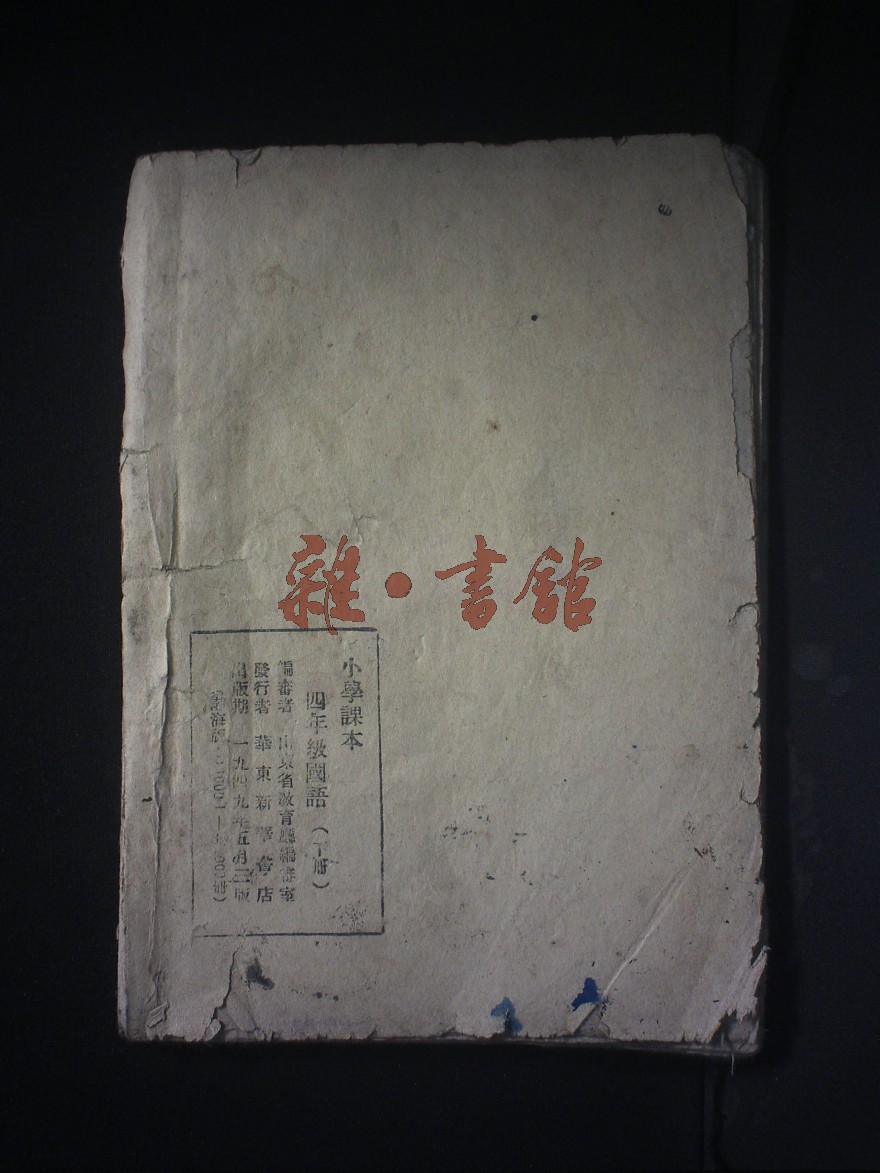 雜·書館
小學課本
四年級國語（下册）
編審者 山東省教育廳編審室
發行者 華東新華書店
出版期 一九四九年五月三版